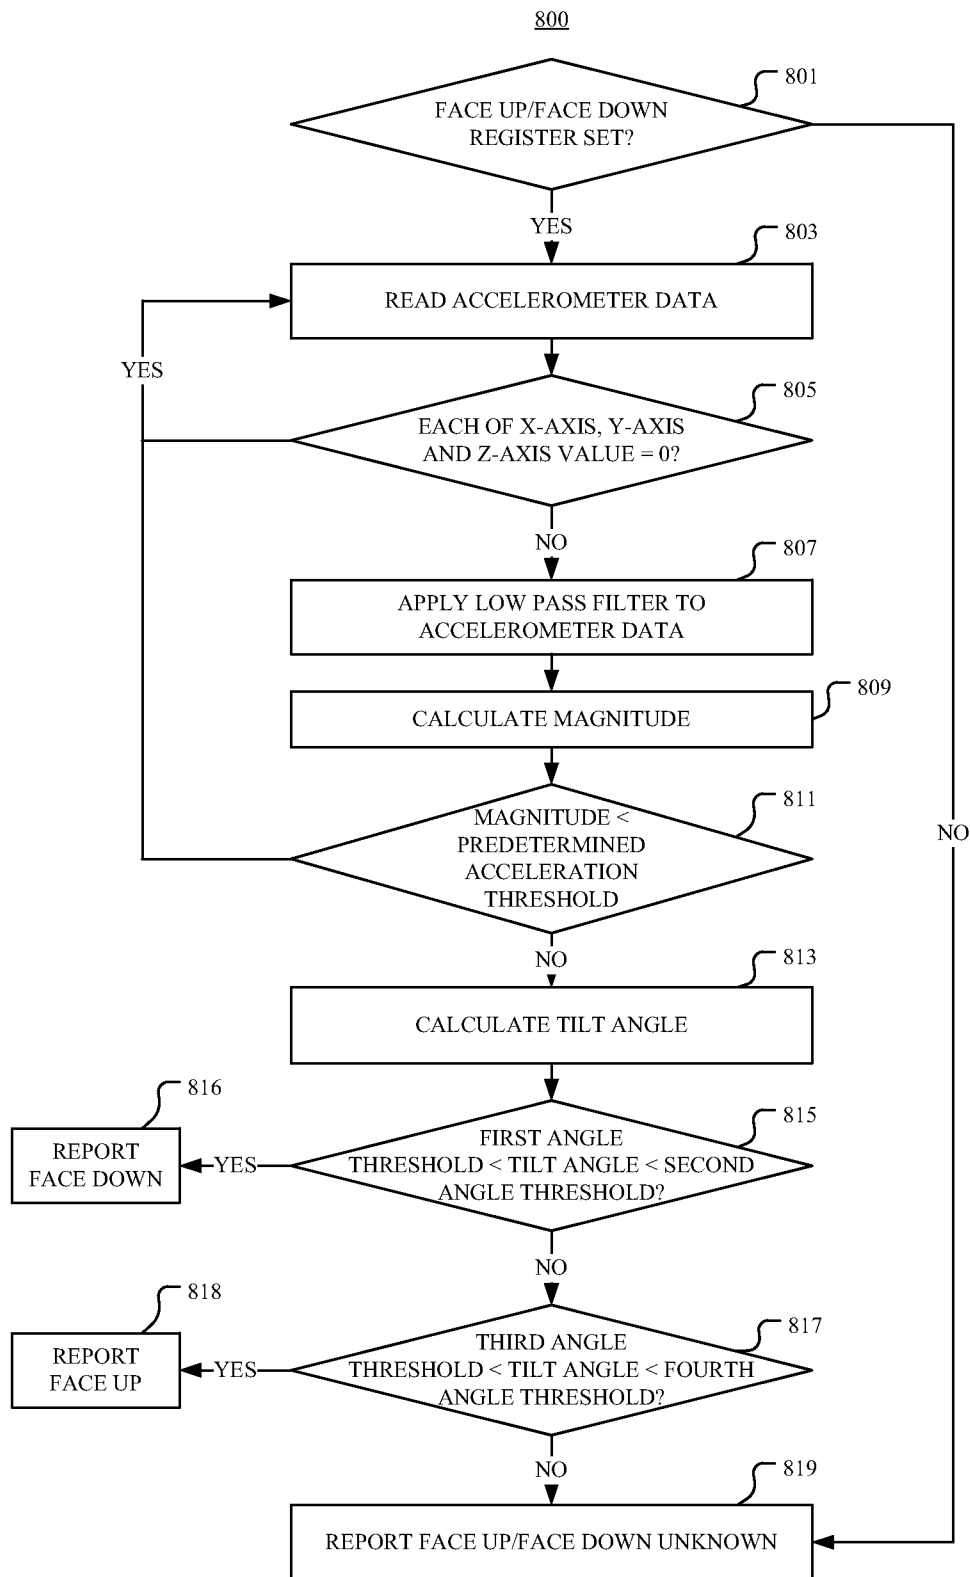 800
801
FACE UP/FACE DOWN
REGISTER SET?
YES
803
READ ACCELEROMETER DATA
YES
805
EACH OF X-AXIS, Y-AXIS
AND Z-AXIS VALUE = 0?
NO
807
APPLY LOW PASS FILTER TO
ACCELEROMETER DATA
809
CALCULATE MAGNITUDE
811
MAGNITUDE <
PREDETERMINED
ACCELERATION
THRESHOLD
NO
NO
813
CALCULATE TILT ANGLE
816
REPORT
FACE DOWN
YES
815
FIRST ANGLE
THRESHOLD < TILT ANGLE < SECOND
ANGLE THRESHOLD?
NO
818
REPORT
FACE UP
YES
817
THIRD ANGLE
THRESHOLD < TILT ANGLE < FOURTH
ANGLE THRESHOLD?
NO
819
REPORT FACE UP/FACE DOWN UNKNOWN